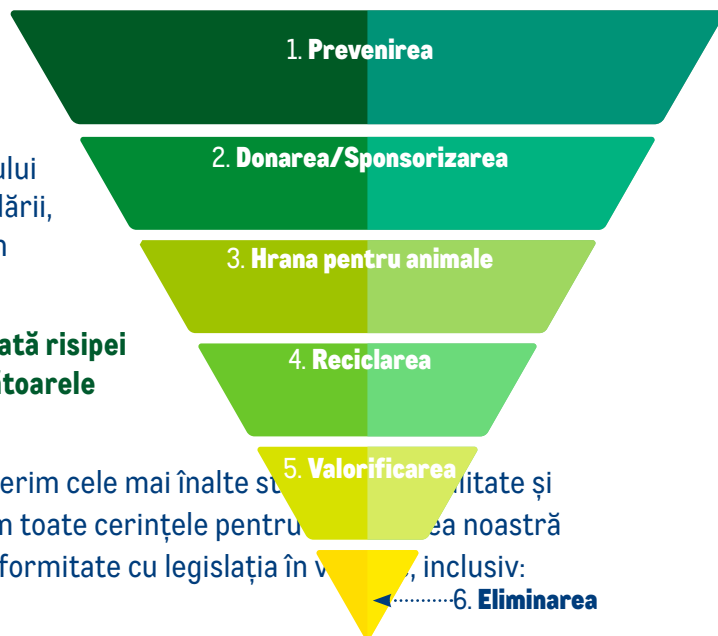 1. Prevenirea
2. Donarea/Sponsorizarea
3. Hrana pentru animale
4. Reciclarea
5. Valorificarea
6. Eliminarea
ului
lării,
ată risipei
toarele
erim cele mai înalte st litate și
m toate cerințele pentru ea noastră
formitate cu legislația în v , inclusiv: